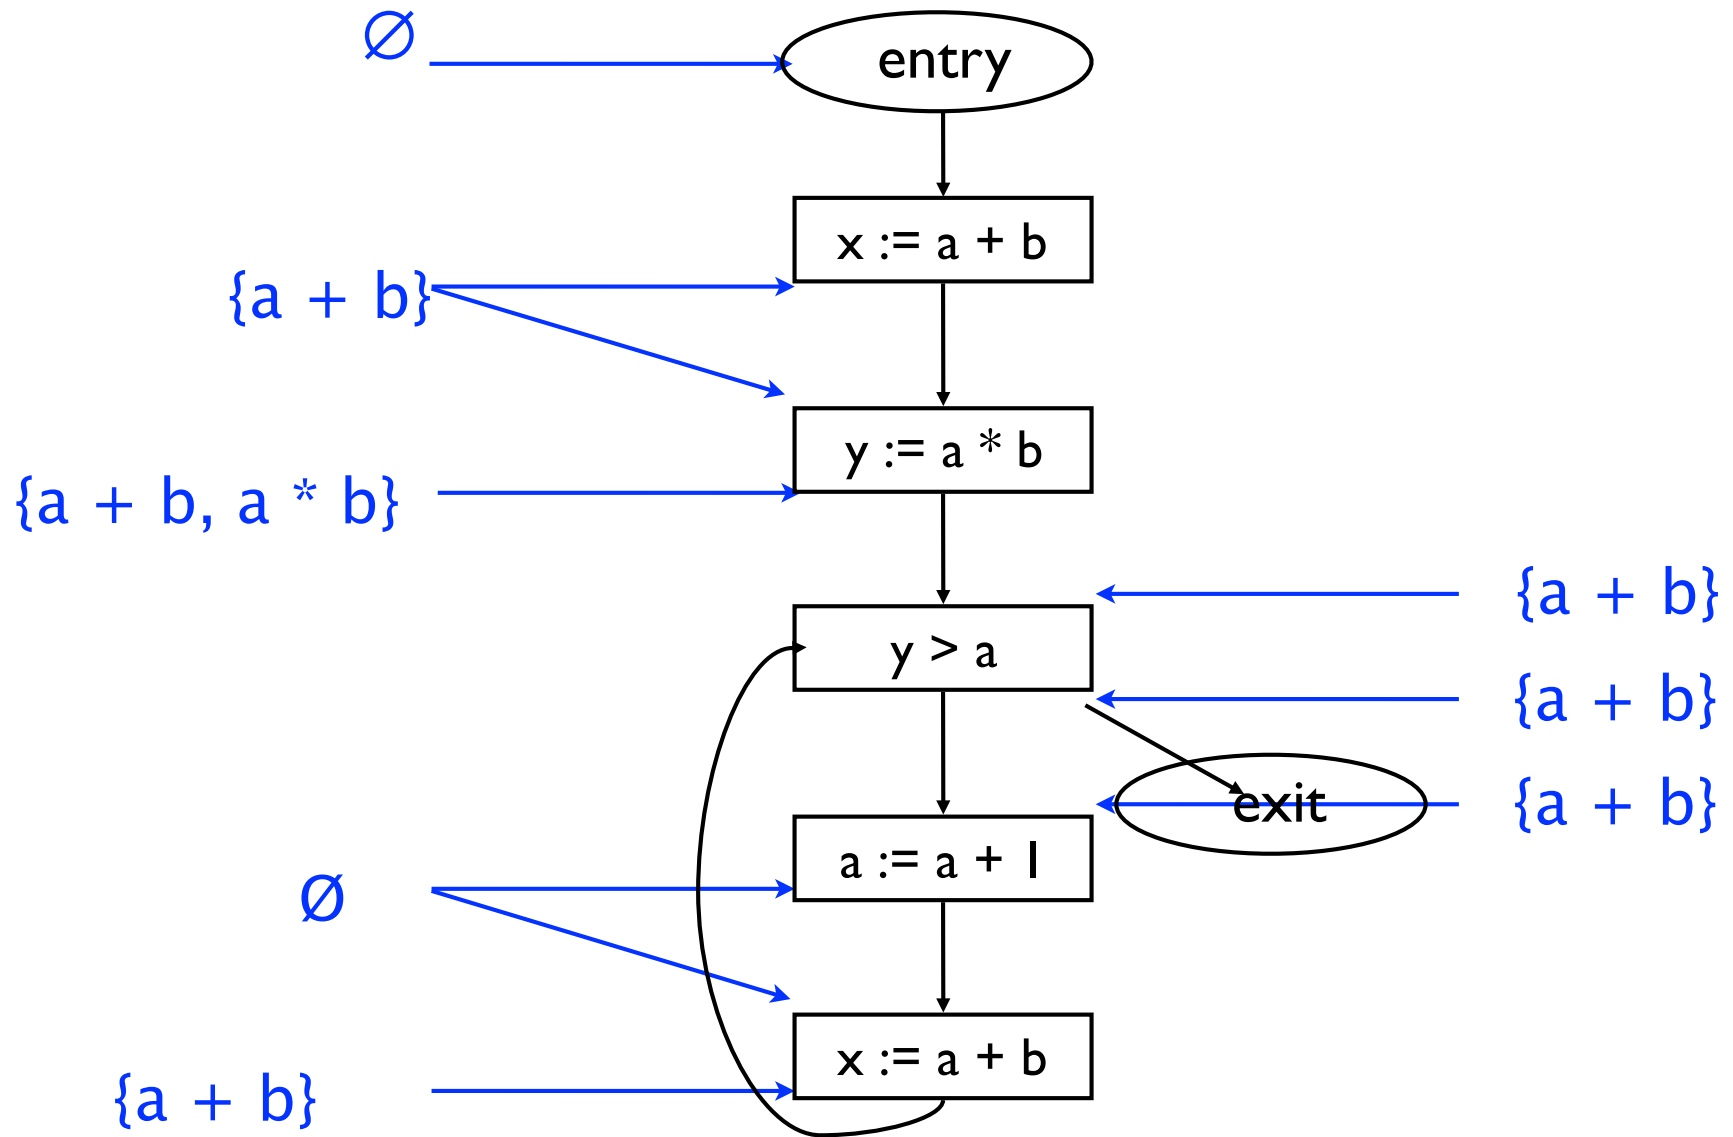 ∅
entry
x := a + b
{a + b}
y := a * b
{a + b, a * b}
{a + b}
y > a
{a + b}
exit
{a + b}
a := a + 1
Ø
x := a + b
{a + b}